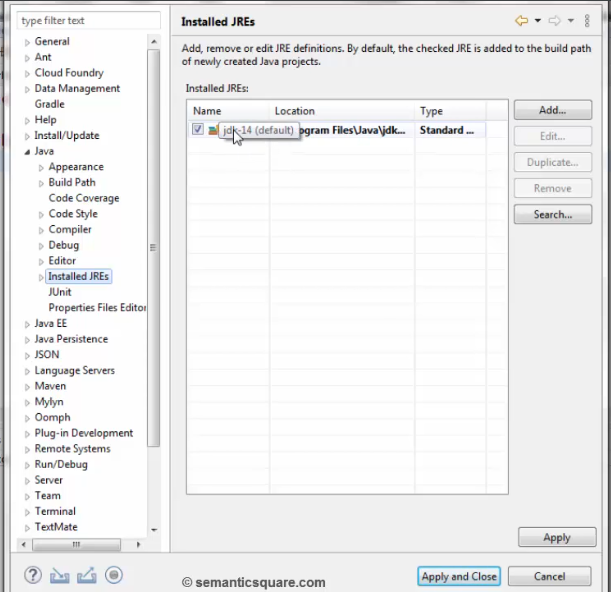 type filter text
General
Ant
Cloud Foundry
Data Management
Gradle
Help
Install/Update
Java
Appearance
Build Path
Code Coverage
Code Style
Compiler
Debug
Editor
Installed JREs
JUnit
Properties Files Editor
Java EE
Java Persistence
JSON
Language Servers
Maven
Mylyn
Oomph
Plug-in Development
Remote Systems
Run/Debug
Server
Team
Terminal
TextMate
Installed JREs
Add, remove or edit JRE definitions. By default, the checked JRE is added to the build path
of newly created Java projects.
Installed JREs:
Name Location Type
jdk-14 (default) ogram Files\Java\jdk... Standard ...
Add...
Edit...
Duplicate...
Remove
Search...
Apply
Apply and Close Cancel
© semanticsquare.com